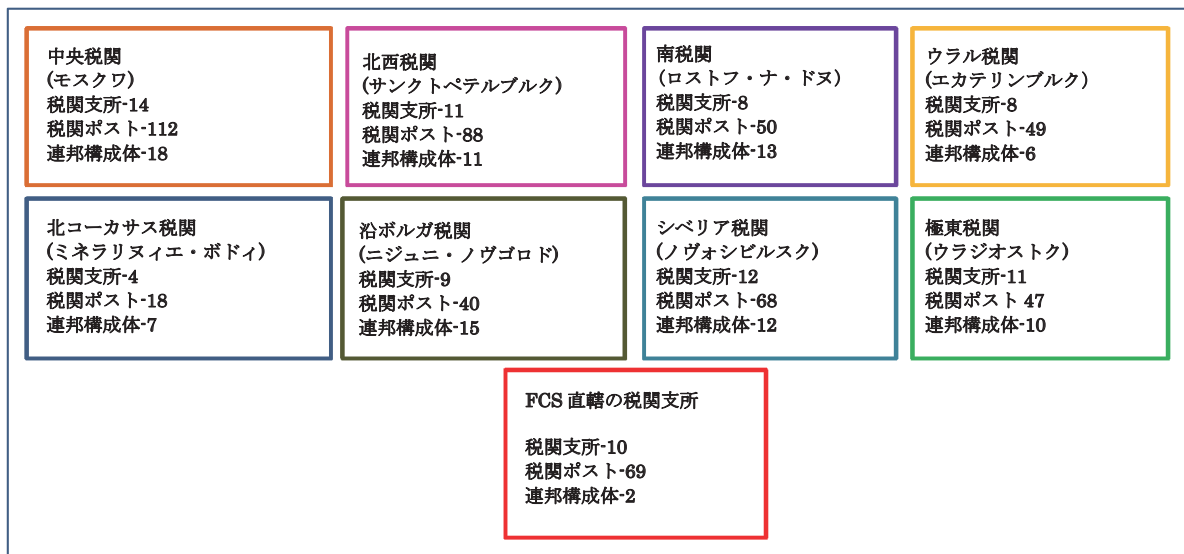 中央税関
(モスクワ)
税関支所-14
税関ポスト-112
連邦構成体-18
北西税関
(サンクトペテルブルク)
税関支所-11
税関ポスト-88
連邦構成体-11
南税関
(ロストフ・ナ・ドヌ)
税関支所-8
税関ポスト-50
連邦構成体-13
ウラル税関
(エカテリンブルク)
税関支所-8
税関ポスト-49
連邦構成体-6
北コーカサス税関
(ミネラリヌィエ・ボドィ)
税関支所-4
税関ポスト-18
連邦構成体-7
沿ボルガ税関
(ニジュニ・ノヴゴロド)
税関支所-9
税関ポスト-40
連邦構成体-15
シベリア税関
(ノヴォシビルスク)
税関支所-12
税関ポスト-68
連邦構成体-12
極東税関
(ウラジオストク)
税関支所-11
税関ポスト 47
連邦構成体-10
FCS 直轄の税関支所
税関支所-10
税関ポスト-69
連邦構成体-2